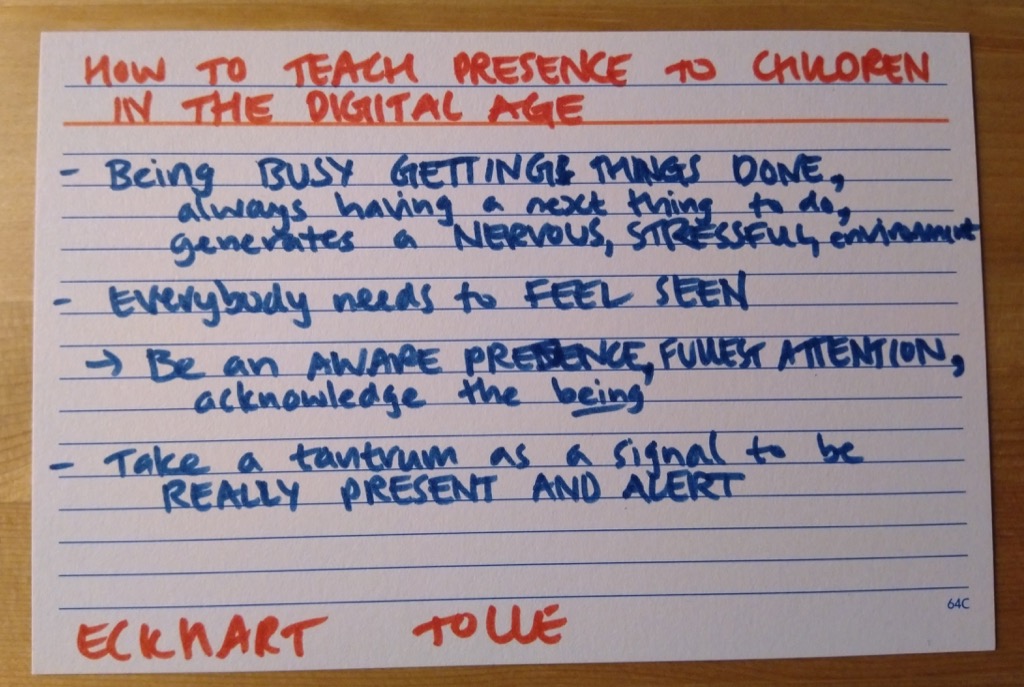 HOW TO TEACH PRESENCE TO CHILDREN
IN THE DIGITAL AGE
- Being BUSY GETTING THINGS DONE,
always having a next thing to do,
generates a NERVOUS, STRESSFUL, environment
- Everybody needs to FEEL SEEN
→ Be an AWARE PRESENCE, FULLEST ATTENTION,
acknowledge the being
- Take a tantrum as a signal to be
REALLY PRESENT AND ALERT
64C
ECKHART TOLLE